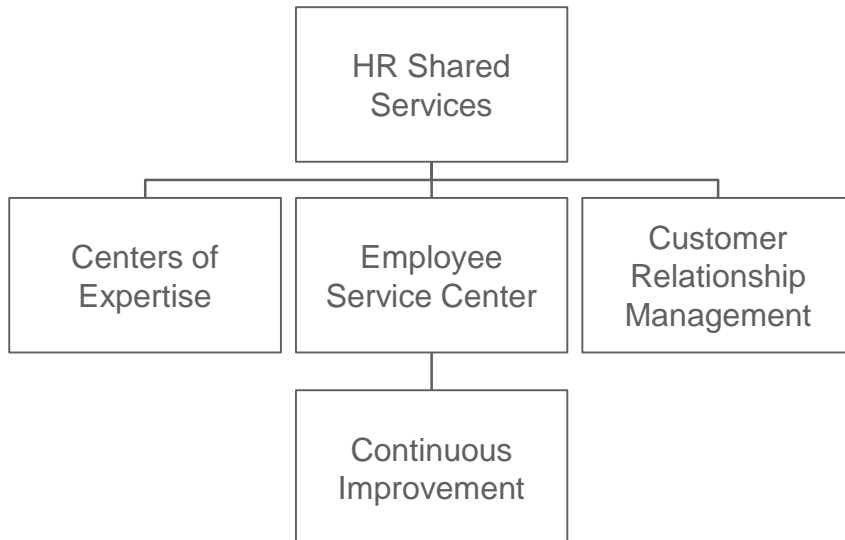 HR Shared
Services
Centers of
Expertise
Employee
Service Center
Customer
Relationship
Management
Continuous
Improvement